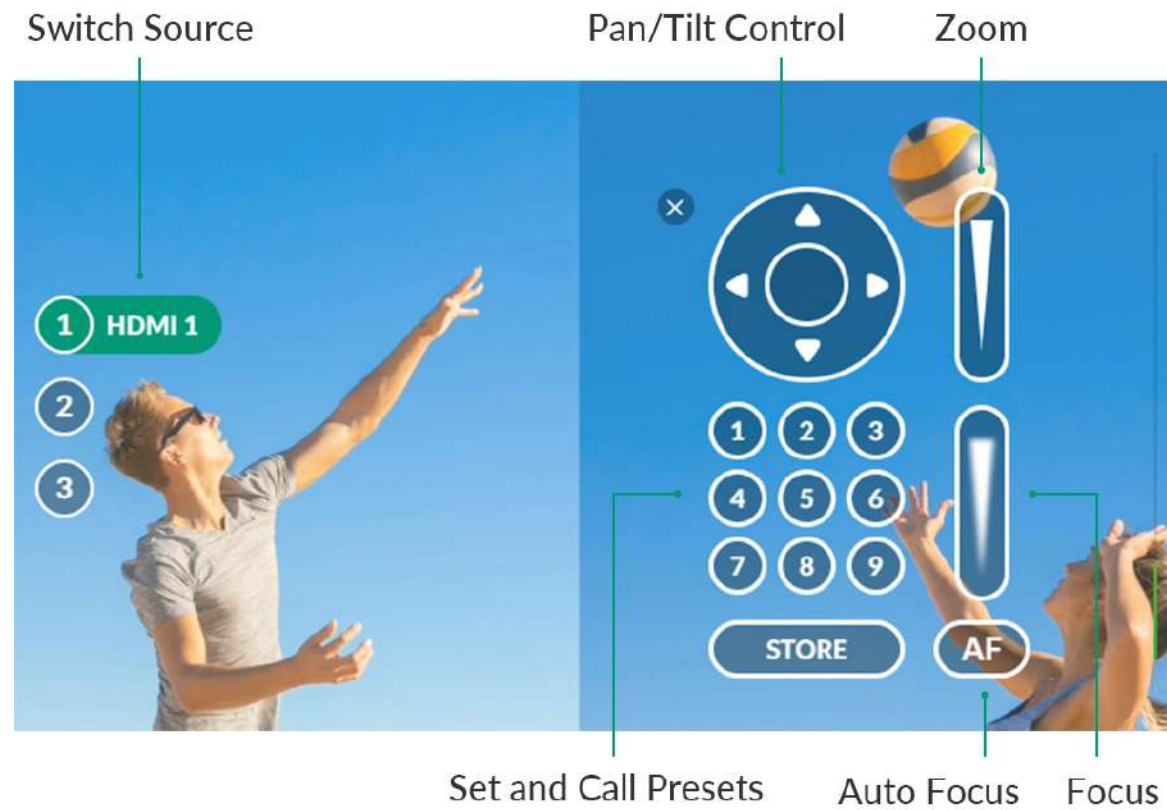 Switch Source
Pan/Tilt Control
Zoom
1 HDMI 1
2
3
1 2 3
4 5 6
7 8 9
STORE
AF
Set and Call Presets
Auto Focus
Focus